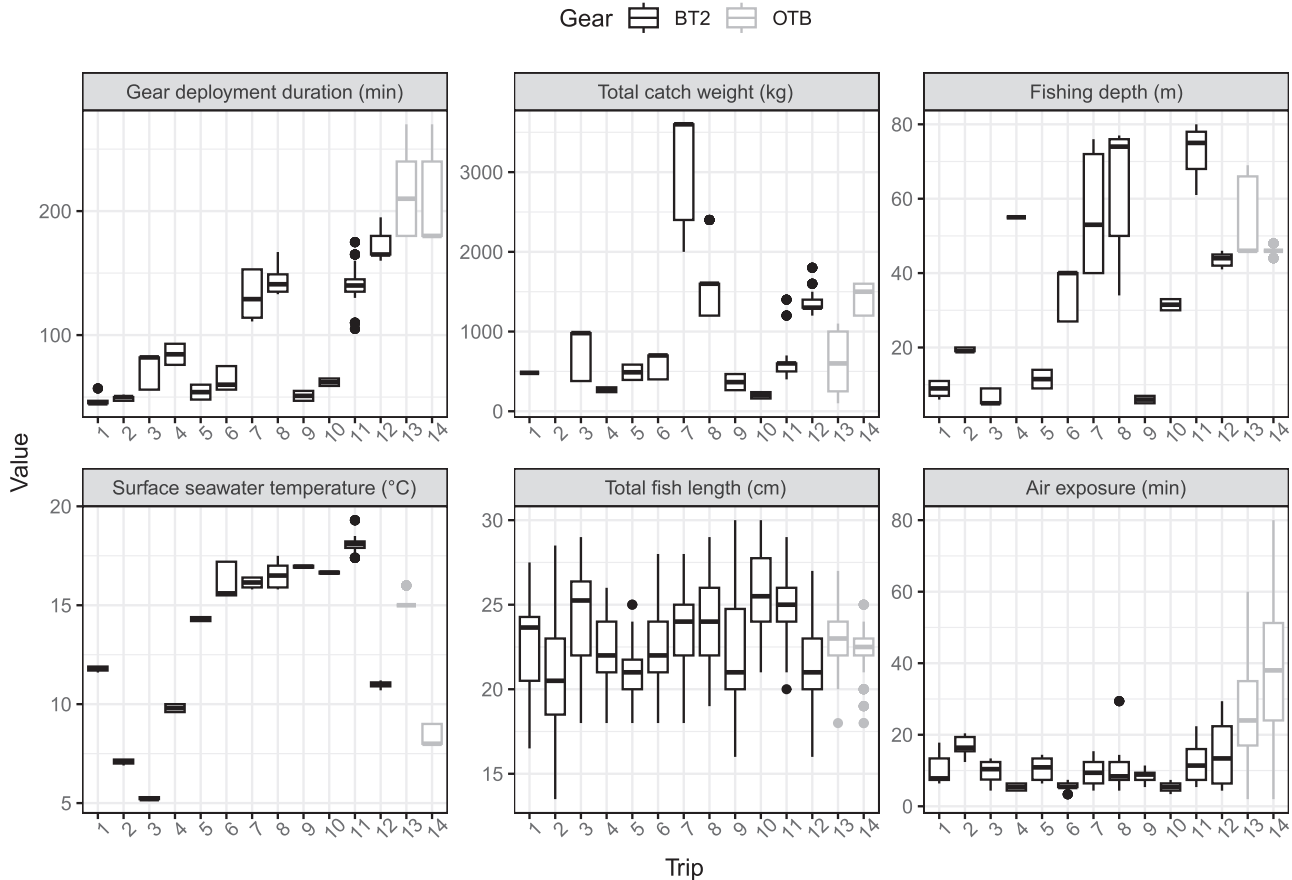 Gear BT2 OTB
Gear deployment duration (min) Total catch weight (kg) Fishing depth (m)
200
100
3000
2000
1000
0
80
60
40
20
1 2 3 4 5 6 7 8 9 10 11 12 13 14
1 2 3 4 5 6 7 8 9 10 11 12 13 14
1 2 3 4 5 6 7 8 9 10 11 12 13 14
Value
Surface seawater temperature (°C) Total fish length (cm) Air exposure (min)
20
15
10
5
30
25
20
15
80
60
40
20
0
1 2 3 4 5 6 7 8 9 10 11 12 13 14
1 2 3 4 5 6 7 8 9 10 11 12 13 14
1 2 3 4 5 6 7 8 9 10 11 12 13 14
Trip